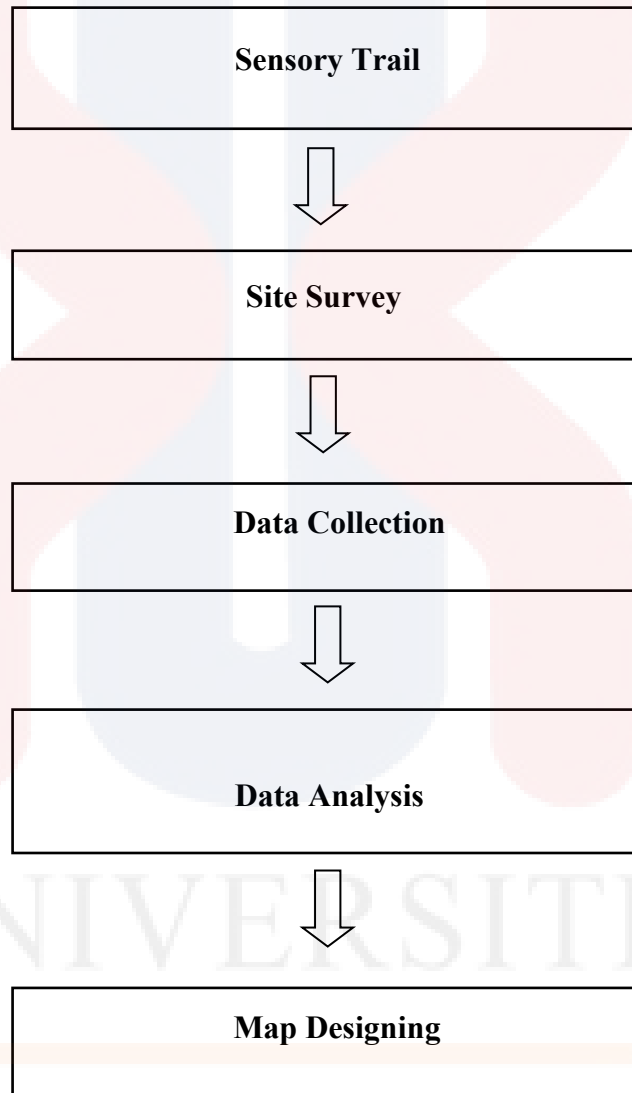 Sensory Trail
Site Survey
Data Collection
Data Analysis
NIVERSITI
Map Designing